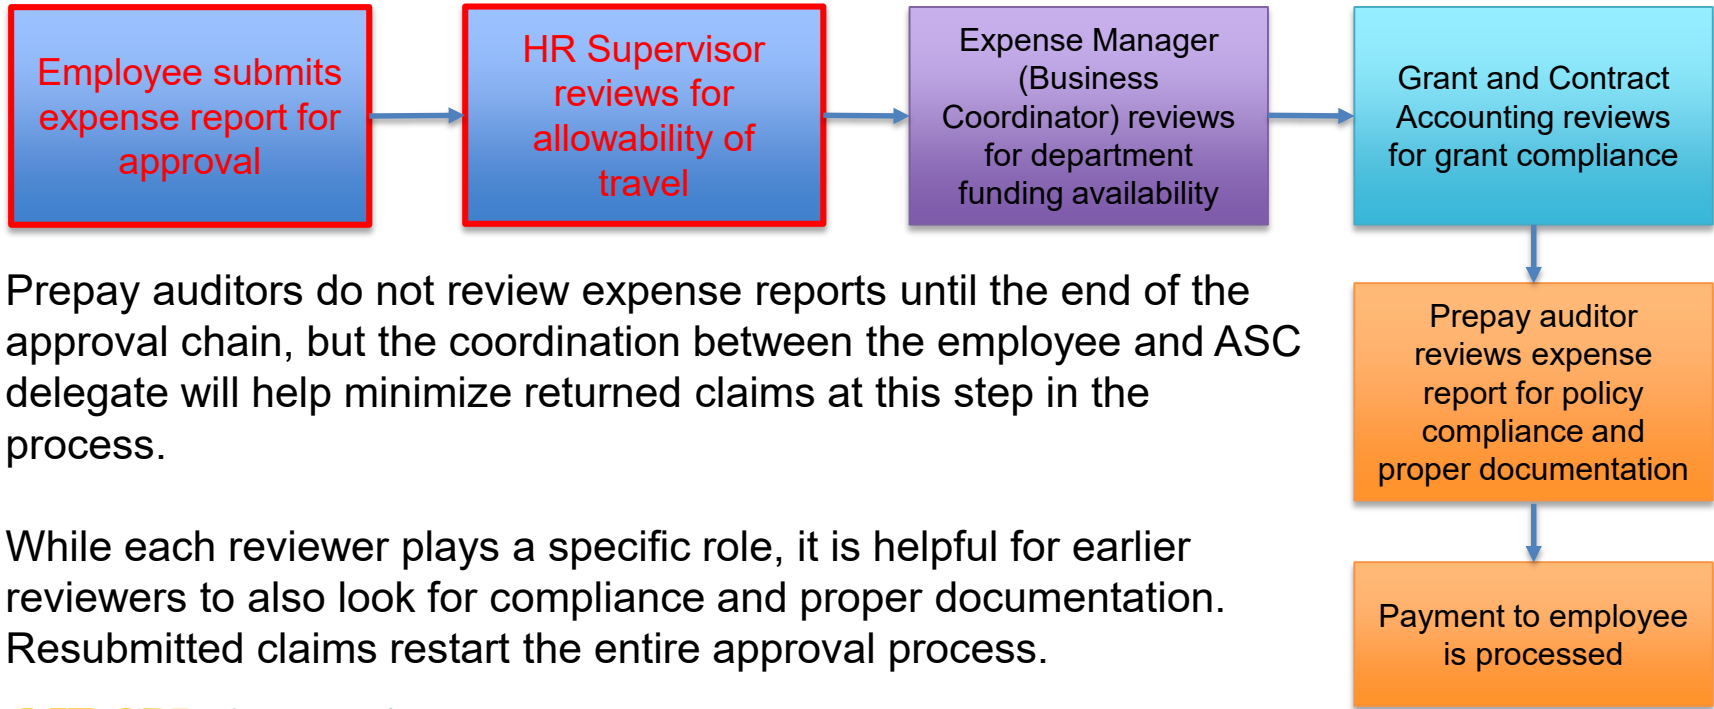 Employee submits
expense report for
approval
HR Supervisor
reviews for
allowability of
travel
Expense Manager
(Business
Coordinator) reviews
for department
funding availability
Grant and Contract
Accounting reviews
for grant compliance
Prepay auditors do not review expense reports until the end of the
approval chain, but the coordination between the employee and ASC
delegate will help minimize returned claims at this step in the
process.
While each reviewer plays a specific role, it is helpful for earlier
reviewers to also look for compliance and proper documentation.
Resubmitted claims restart the entire approval process.
Prepay auditor
reviews expense
report for policy
compliance and
proper documentation
Payment to employee
is processed